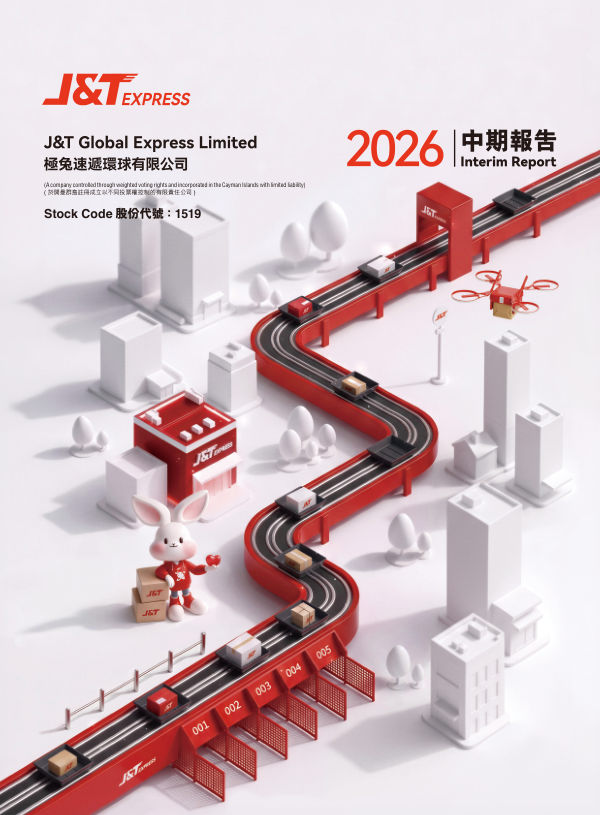 J&T EXPRESS
J&T Global Express Limited
極兔速遞環球有限公司
(A company controlled through weighted voting rights and incorporated in the Cayman Islands with limited liability)
(於開曼群島註冊成立以不同投票權控制的有限責任公司)
Stock Code 股份代號：1519
2026 中期報告
Interim Report
J&T EXPRESS
J&T
J&T EXPRESS
J&T
J&T
001 002 003 004 005
J&T EXPRESS